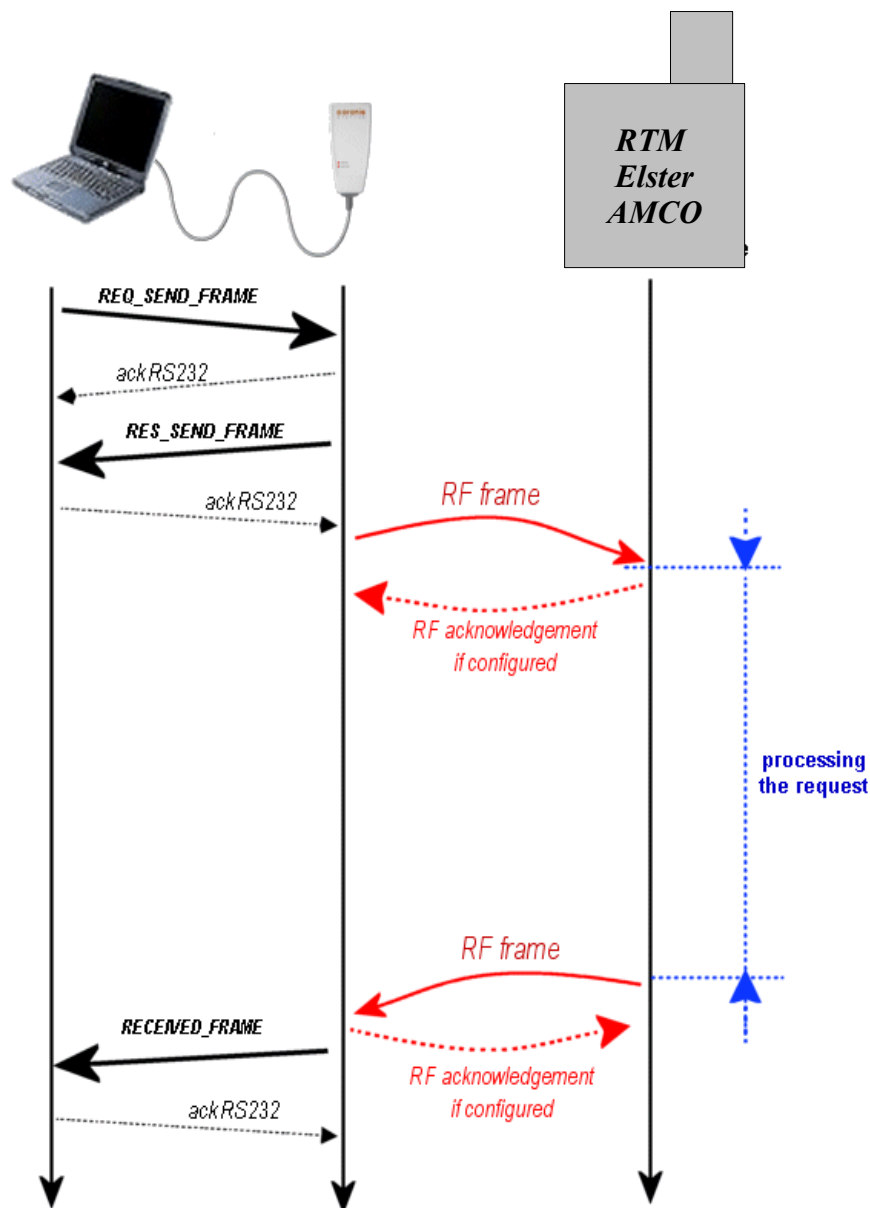 RTM
Elster
AMCO
e
REQ_SEND_FRAME
ackRS232
RES_SEND_FRAME
ackRS232
RF frame
RF acknowledgement
if configured
processing
the request
RF frame
RECEIVED_FRAME
RF acknowledgement
if configured
ackRS232